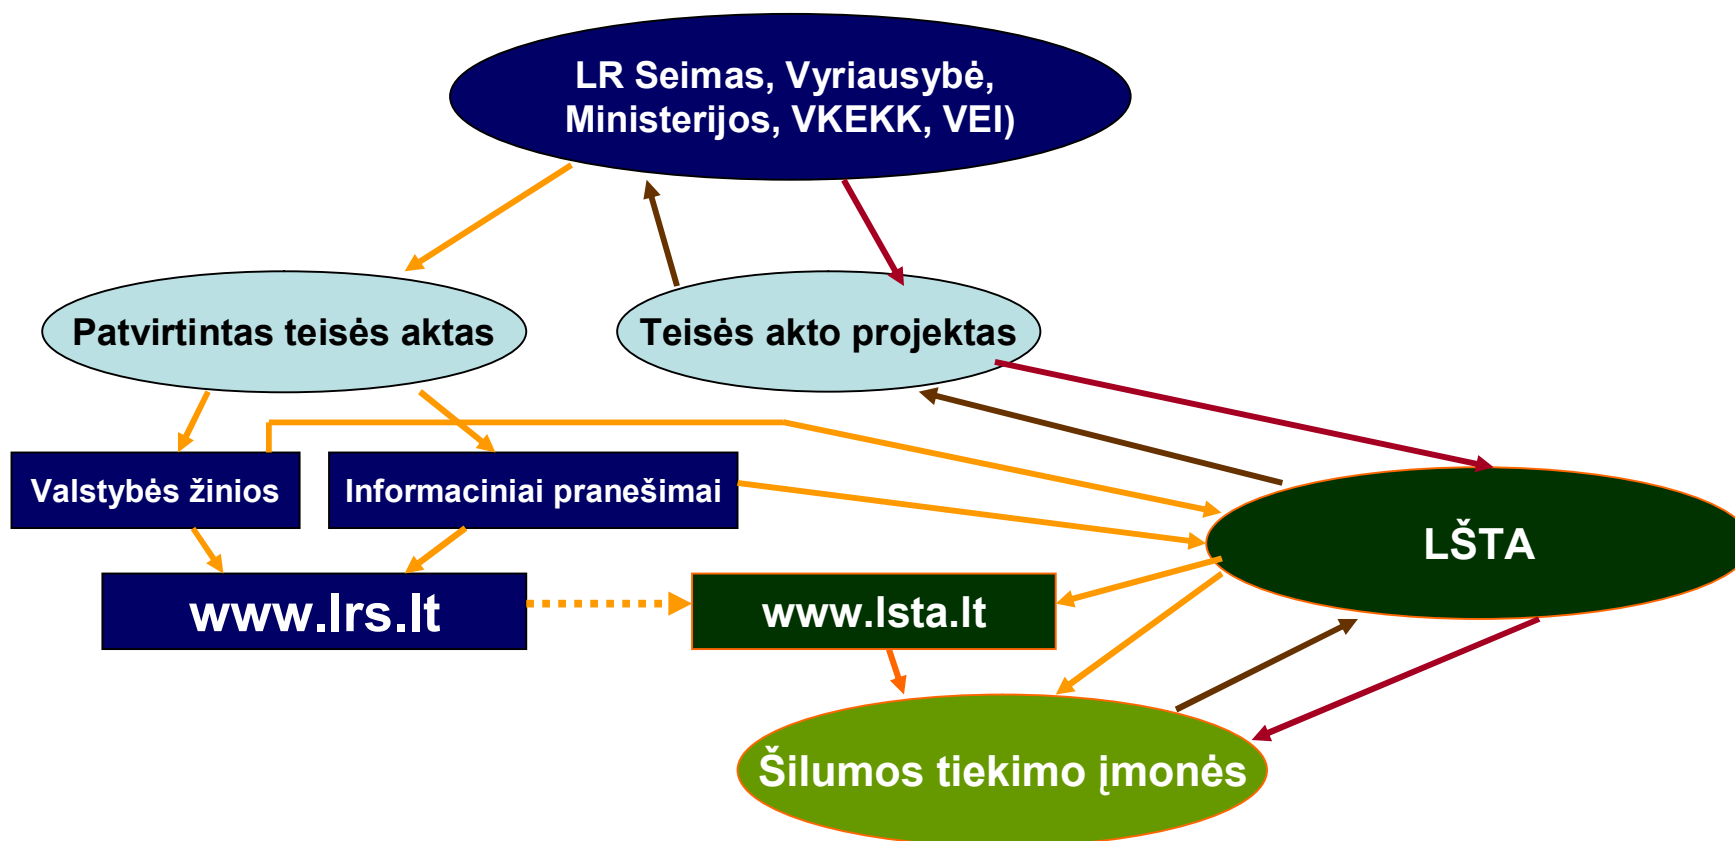 LR Seimas, Vyriausybė,
Ministerijos, VKEKK, VEI)
Patvirtintas teisės aktas
Teisės akto projektas
Valstybės žinios
Informaciniai pranešimai
LŠTA
www.lrs.lt
www.lsta.lt
Šilumos tiekimo įmonės